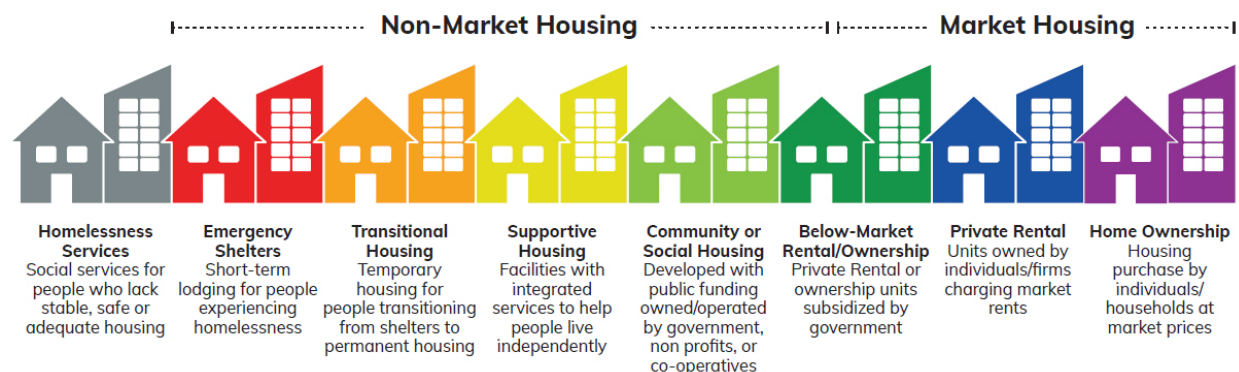 Non-Market Housing
Market Housing
Homelessness
Services
Social services for
people who lack
stable, safe or
adequate housing
Emergency
Shelters
Short-term
lodging for people
experiencing
homelessness
Transitional
Housing
Temporary
housing for
people transitioning
from shelters to
permanent housing
Supportive
Housing
Facilities with
integrated
services to help
people live
independently
Community or
Social Housing
Developed with
public funding
owned/operated
by government,
non profits, or
co-operatives
Below-Market
Rental/Ownership
Private Rental or
ownership units
subsidized by
government
Private Rental
Units owned by
individuals/firms
charging market
rents
Home Ownership
Housing
purchase by
individuals/
households at
market prices